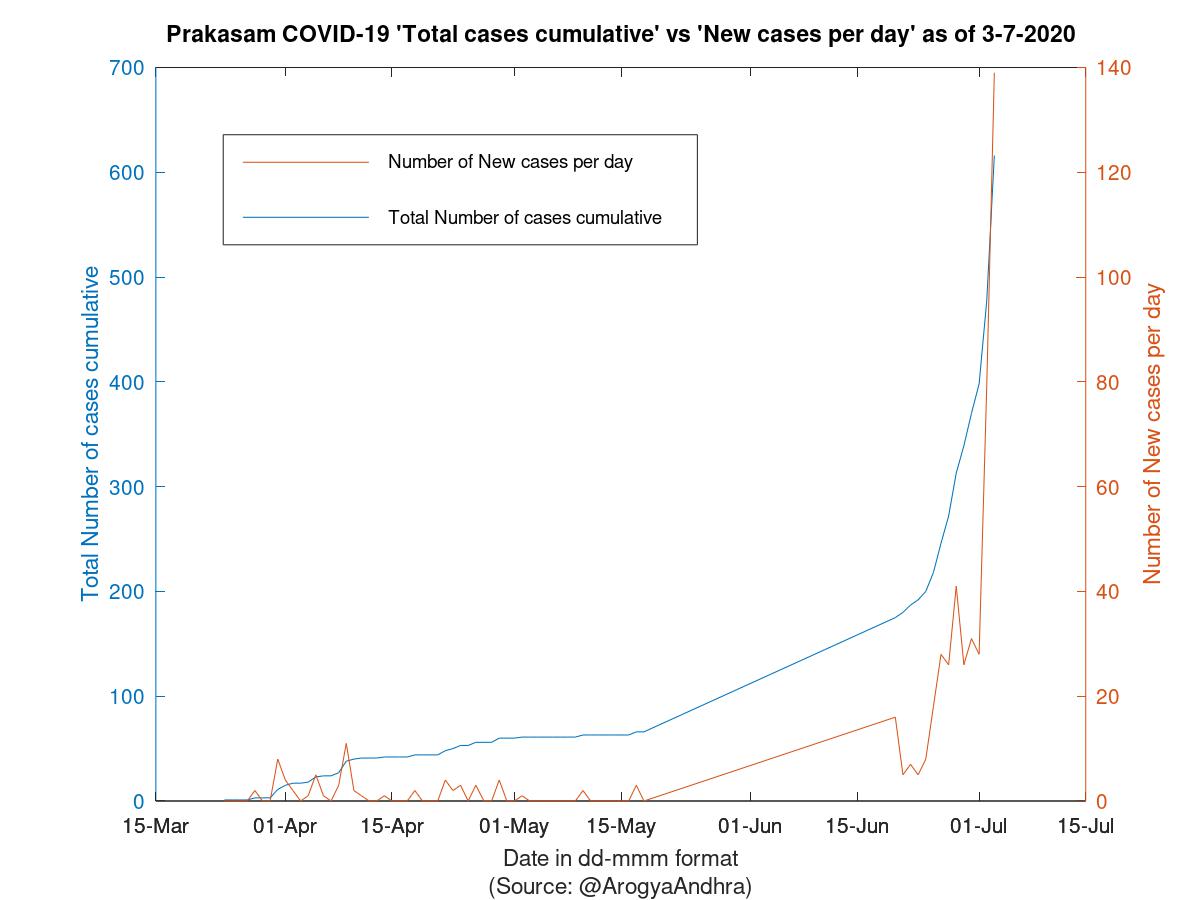 Prakasam COVID-19 'Total cases cumulative' vs 'New cases per day' as of 3-7-2020
700
600
500
400
300
200
100
0
Total Number of cases cumulative
Number of New cases per day
Total Number of cases cumulative
140
120
100
80
60
40
20
0
Number of New cases per day
15-Mar 01-Apr 15-Apr 01-May 15-May 01-Jun 15-Jun 01-Jul 15-Jul
Date in dd-mmm format
(Source: @ArogyaAndhra)